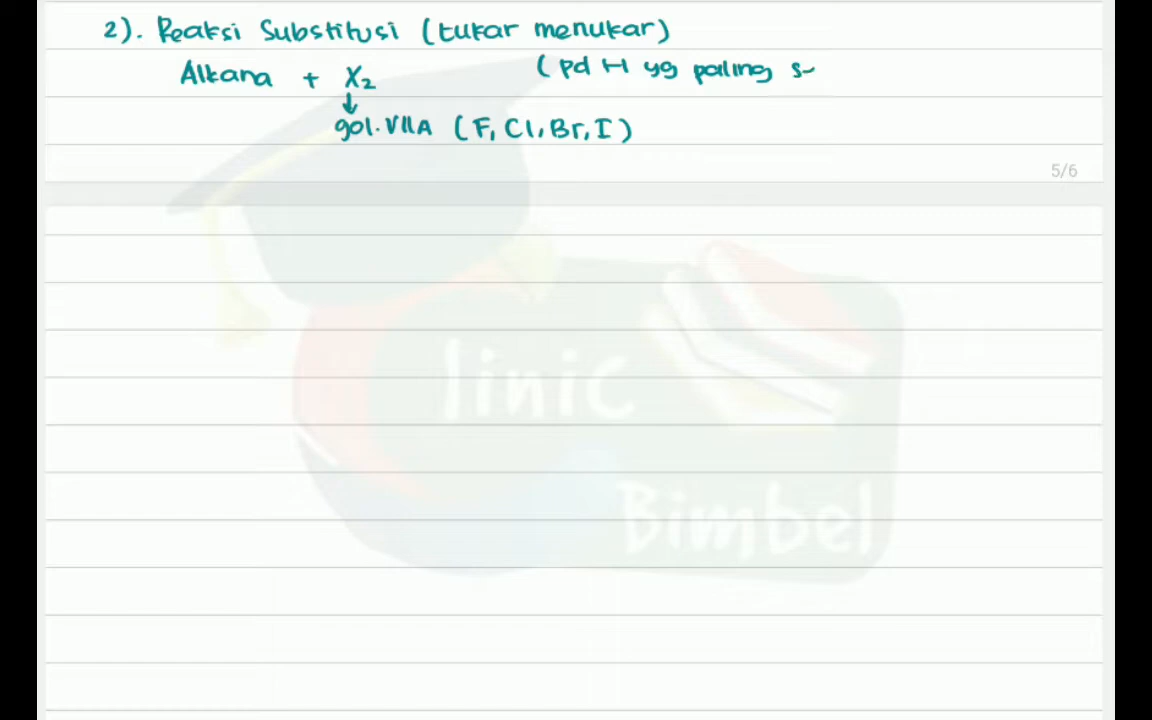 2). Reaksi Substitusi (tukar menukar)
Alkana + X₂ (pd H yg paling s
↓
gol. VIIA (F, Cl, Br, I)
5/6
linic
Bimbel